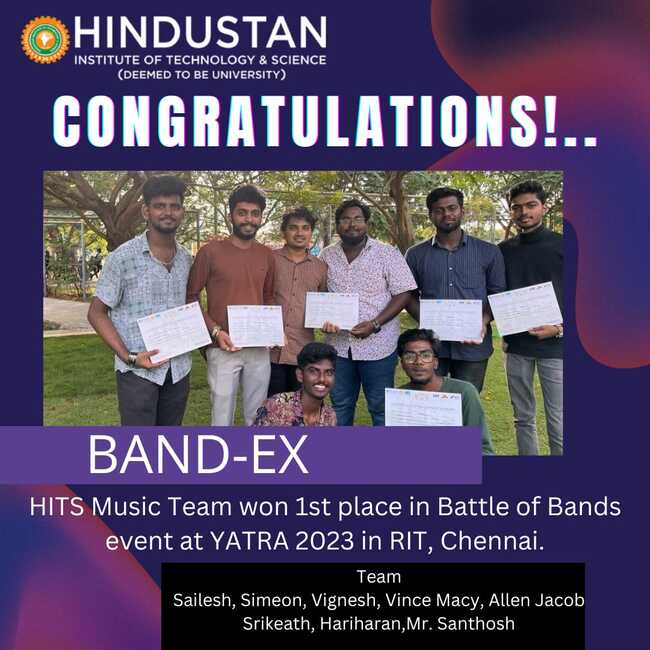 HINDUSTAN
INSTITUTE OF TECHNOLOGY & SCIENCE
(DEEMED TO BE UNIVERSITY)
CONGRATULATIONS!..
BAND-EX
HITS Music Team won 1st place in Battle of Bands
event at YATRA 2023 in RIT, Chennai.
Team
Sailesh, Simeon, Vignesh, Vince Macy, Allen Jacob
Srikeath, Hariharan,Mr. Santhosh